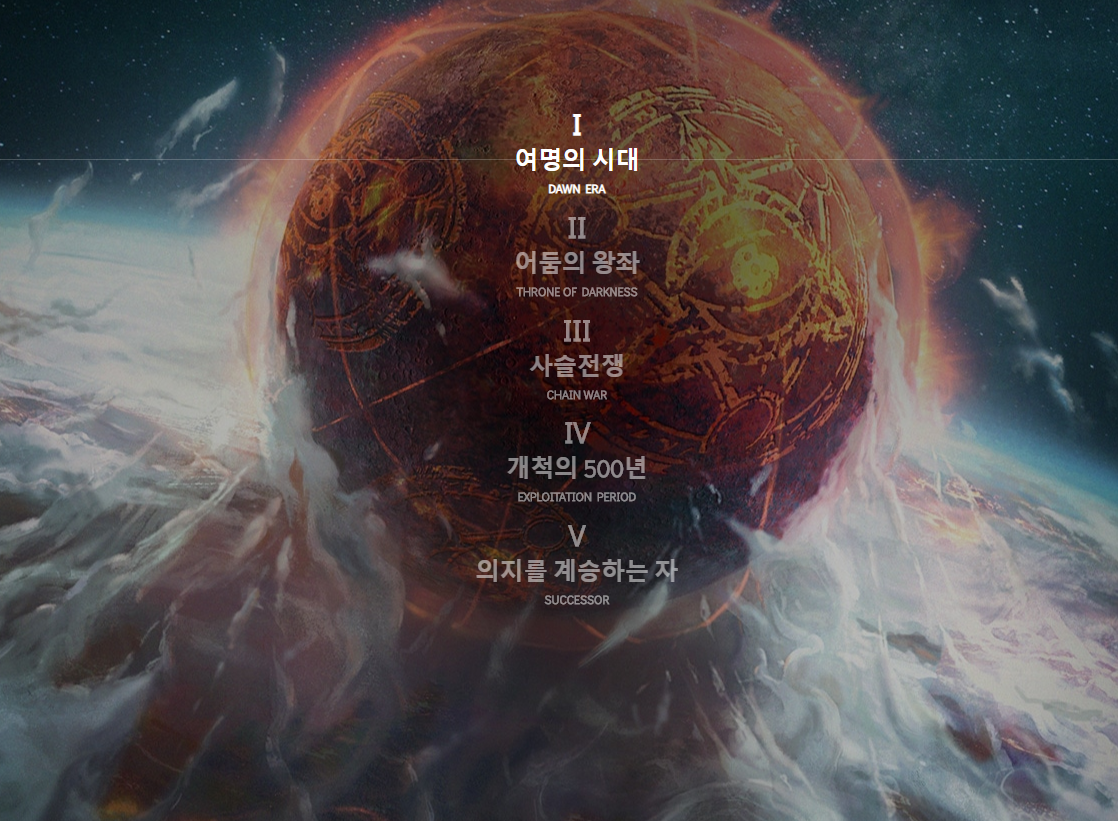 I
여명의 시대
DAWN ERA
II
어둠의 왕좌
THRONE OF DARKNESS
III
사슬전쟁
CHAIN WAR
IV
개척의 500년
EXPLOITATION PERIOD
V
의지를 계승하는 자
SUCCESSOR